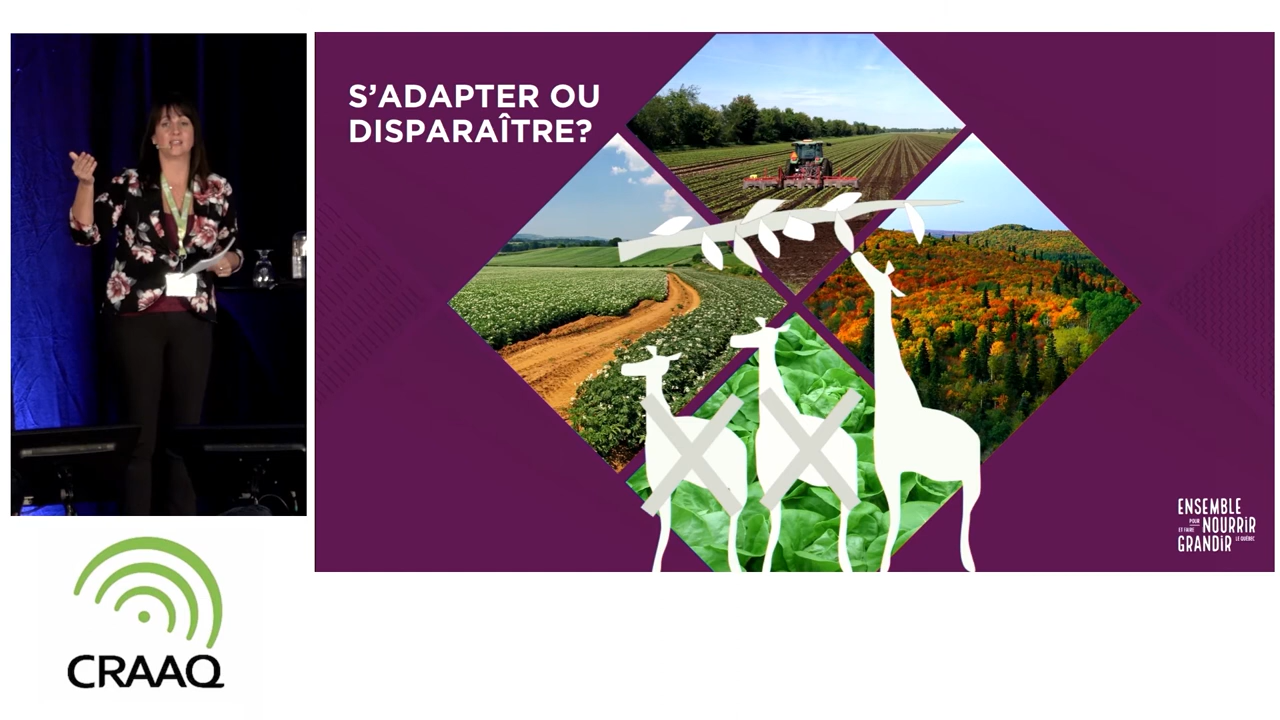 S'ADAPTER OU
DISPARAÎTRE?
ENSEMBLE
POUR NOURRIR
ET FAIRE
GRANDIR LE QUÉBEC
CRAAQ